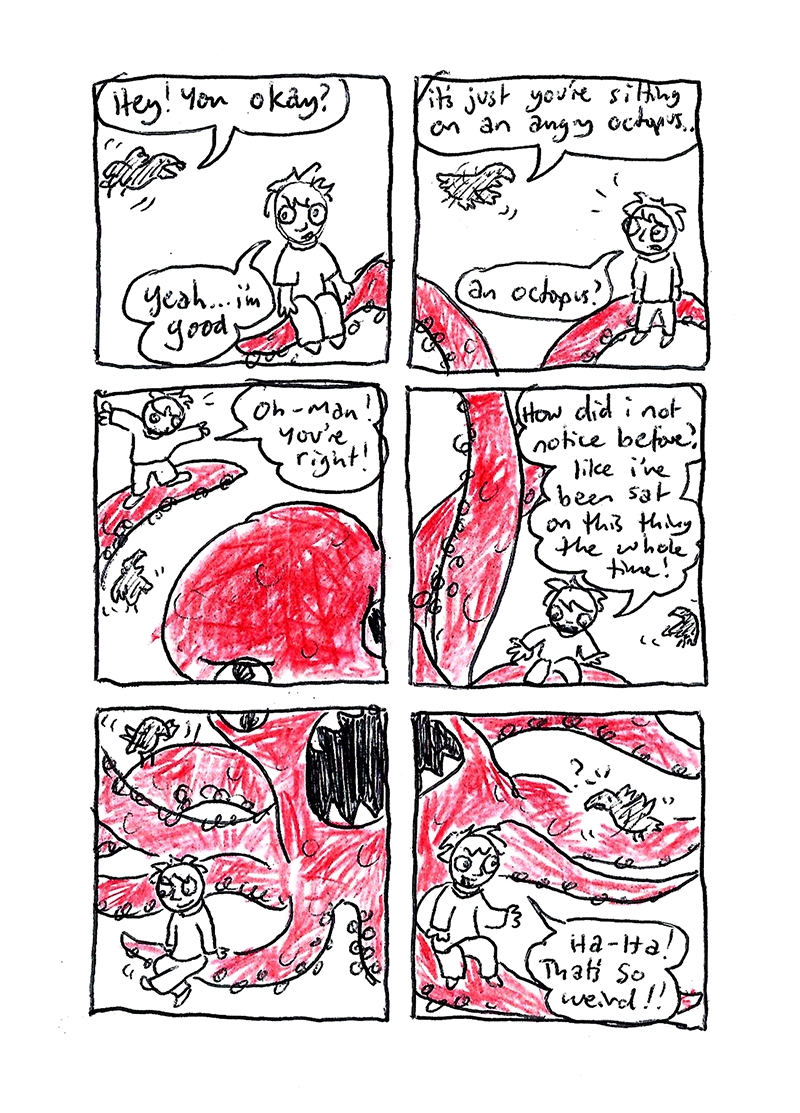 Hey! You okay?
Yeah... i'm
good
it's just you're sitting
on an angry octopus..
an octopus?
Oh-man!
You're
right!
How did i not
notice before?
like i've
been sat
on this thing
the whole
time!
?
Ha-Ha!
That's so
weird!!